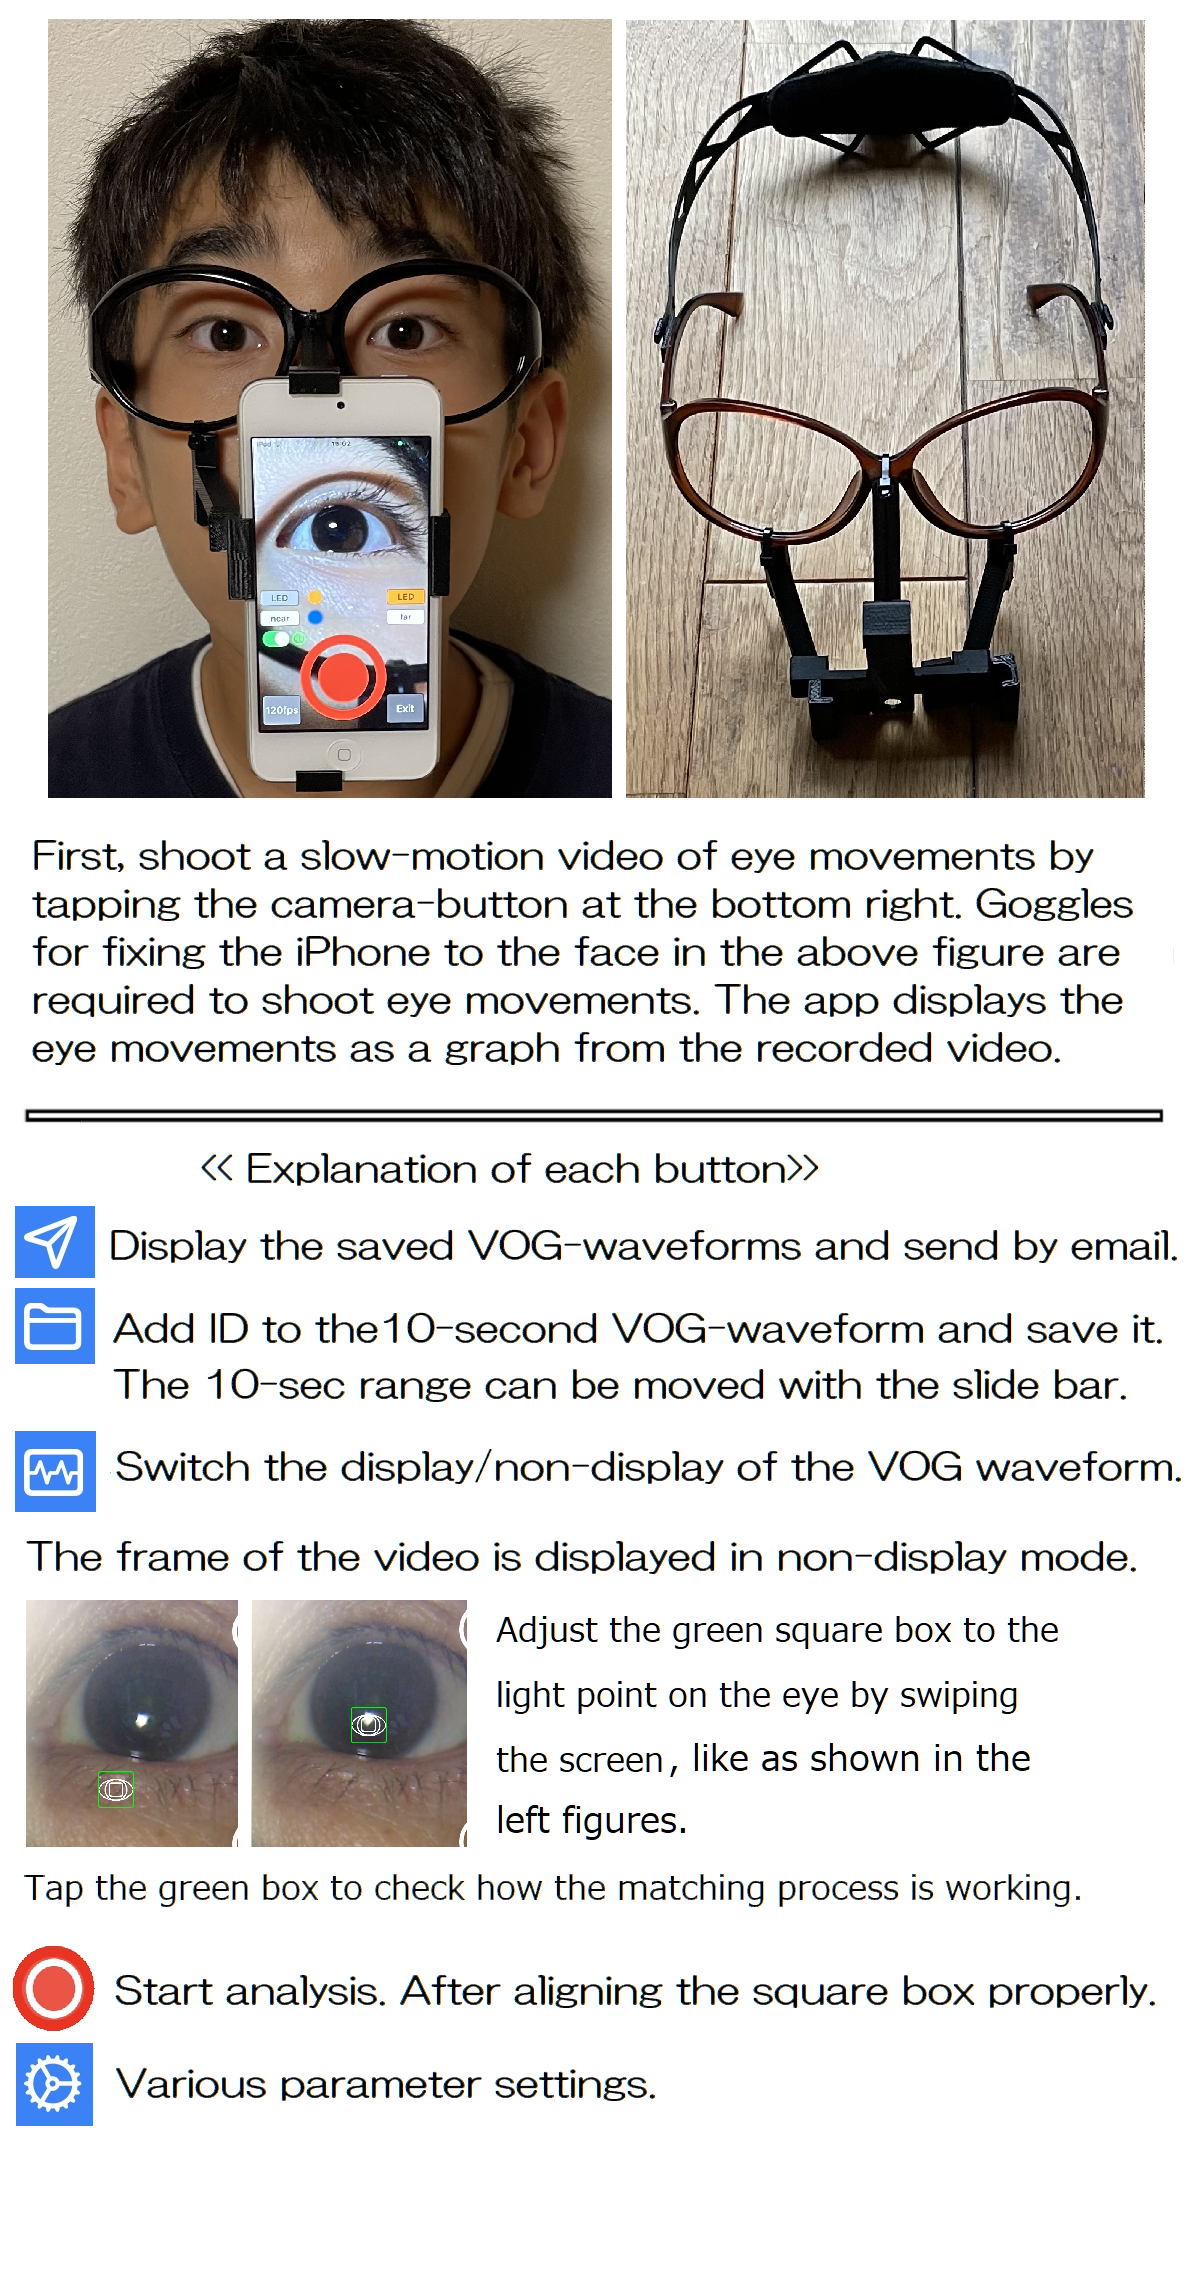 iPod
15:02
LED
LED
near
far
120fps
Exit
First, shoot a slow-motion video of eye movements by
tapping the camera-button at the bottom right. Goggles
for fixing the iPhone to the face in the above figure are
required to shoot eye movements. The app displays the
eye movements as a graph from the recorded video.
<< Explanation of each button>>
Display the saved VOG-waveforms and send by email.
Add ID to the10-second VOG-waveform and save it.
The 10-sec range can be moved with the slide bar.
Switch the display/non-display of the VOG waveform.
The frame of the video is displayed in non-display mode.
Adjust the green square box to the
light point on the eye by swiping
the screen, like as shown in the
left figures.
Tap the green box to check how the matching process is working.
Start analysis. After aligning the square box properly.
Various parameter settings.